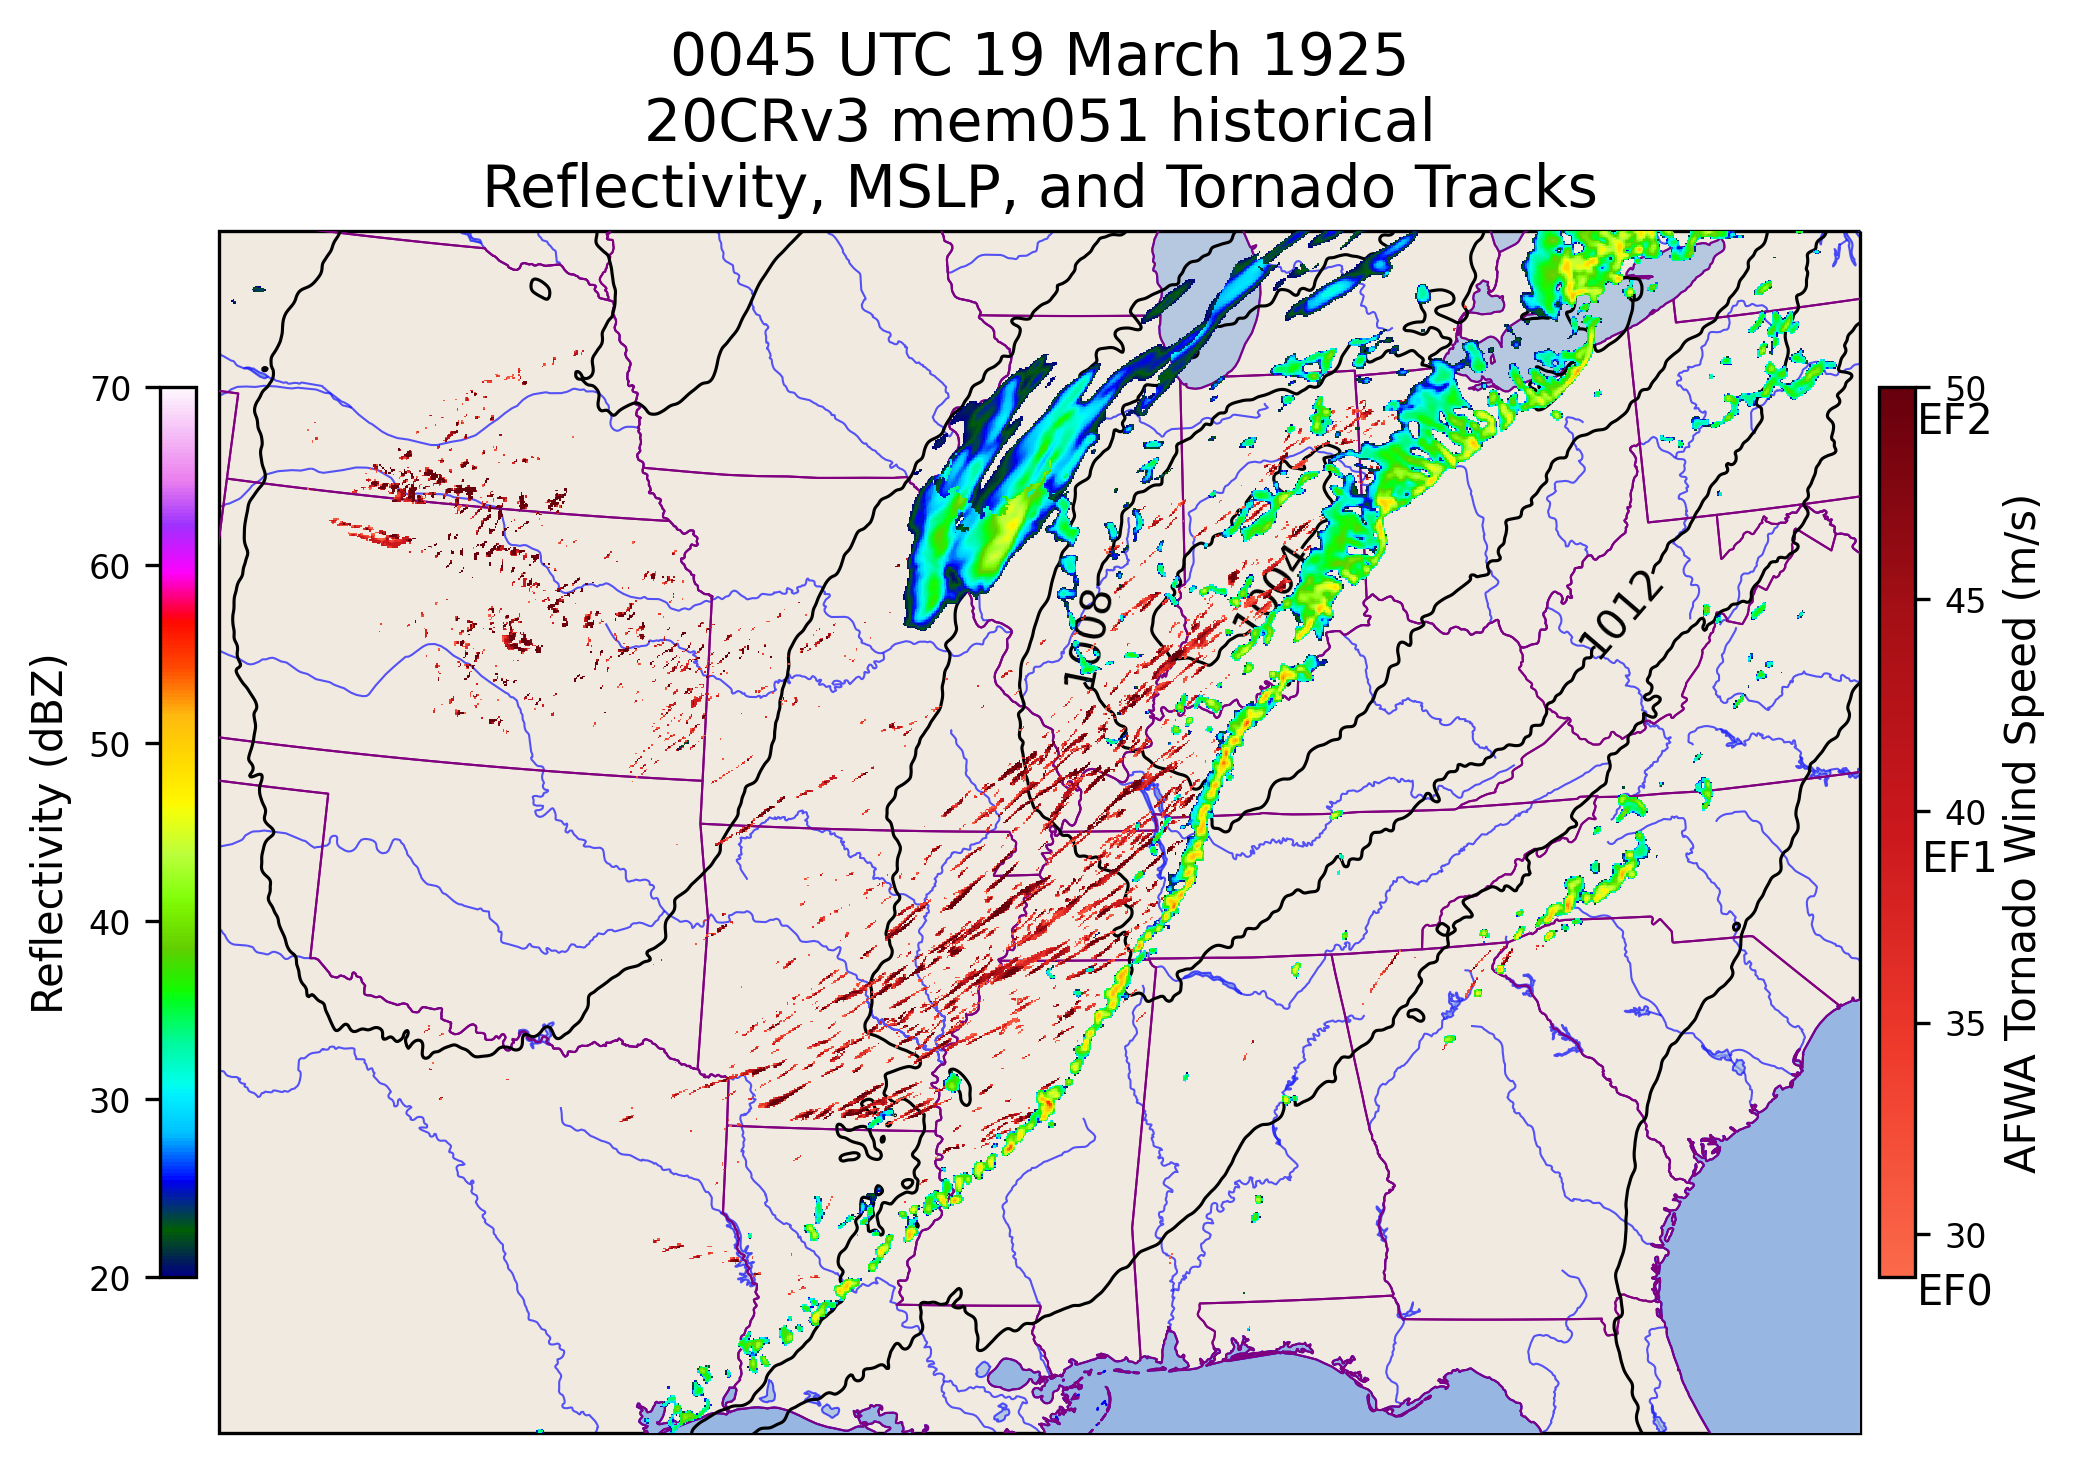 0045 UTC 19 March 1925
20CRv3 mem051 historical
Reflectivity, MSLP, and Tornado Tracks
70
60
50
40
30
20
Reflectivity (dBZ)
1008
1004
1012
50
EF2
45
40
EF1
35
30
EF0
AFWA Tornado Wind Speed (m/s)